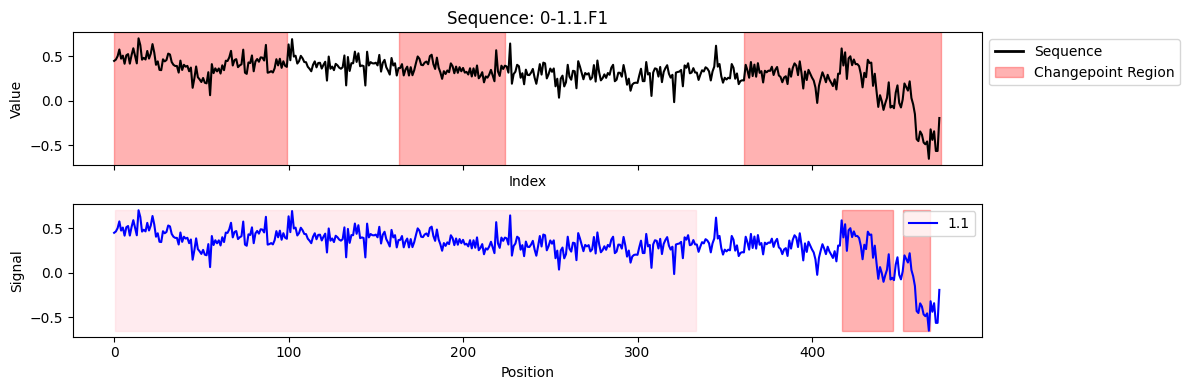 Sequence: 0-1.1.F1
Value
0.5
0.0
−0.5
Index
Sequence
Changepoint Region
Signal
0.5
0.0
−0.5
1.1
0 100 200 300 400
Position